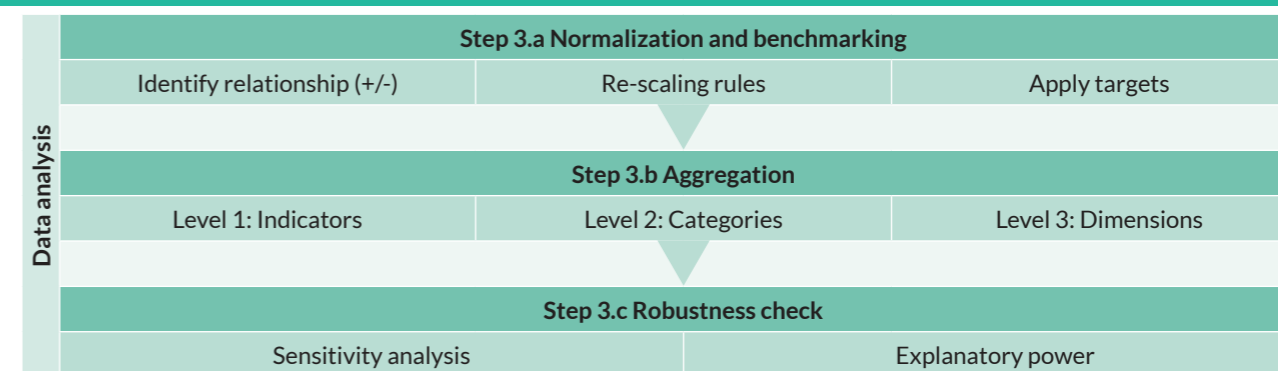 Data analysis
Step 3.a Normalization and benchmarking
Identify relationship (+/-)
Re-scaling rules
Apply targets
Step 3.b Aggregation
Level 1: Indicators
Level 2: Categories
Level 3: Dimensions
Step 3.c Robustness check
Sensitivity analysis
Explanatory power